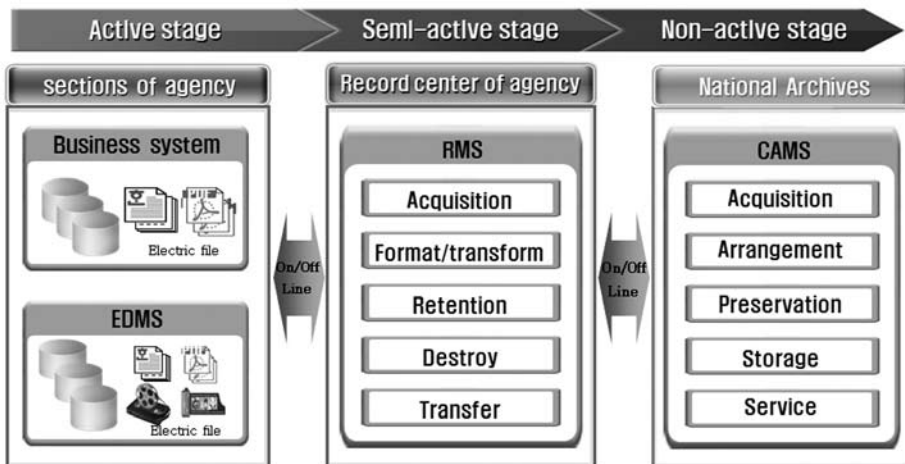 Active stage
Semi-active stage
Non-active stage
sections of agency
Business system
Electric file
EDMS
Electric file
On/Off
Line
Record center of agency
RMS
Acquisition
Format/transform
Retention
Destroy
Transfer
On/Off
Line
National Archives
CAMS
Acquisition
Arrangement
Preservation
Storage
Service